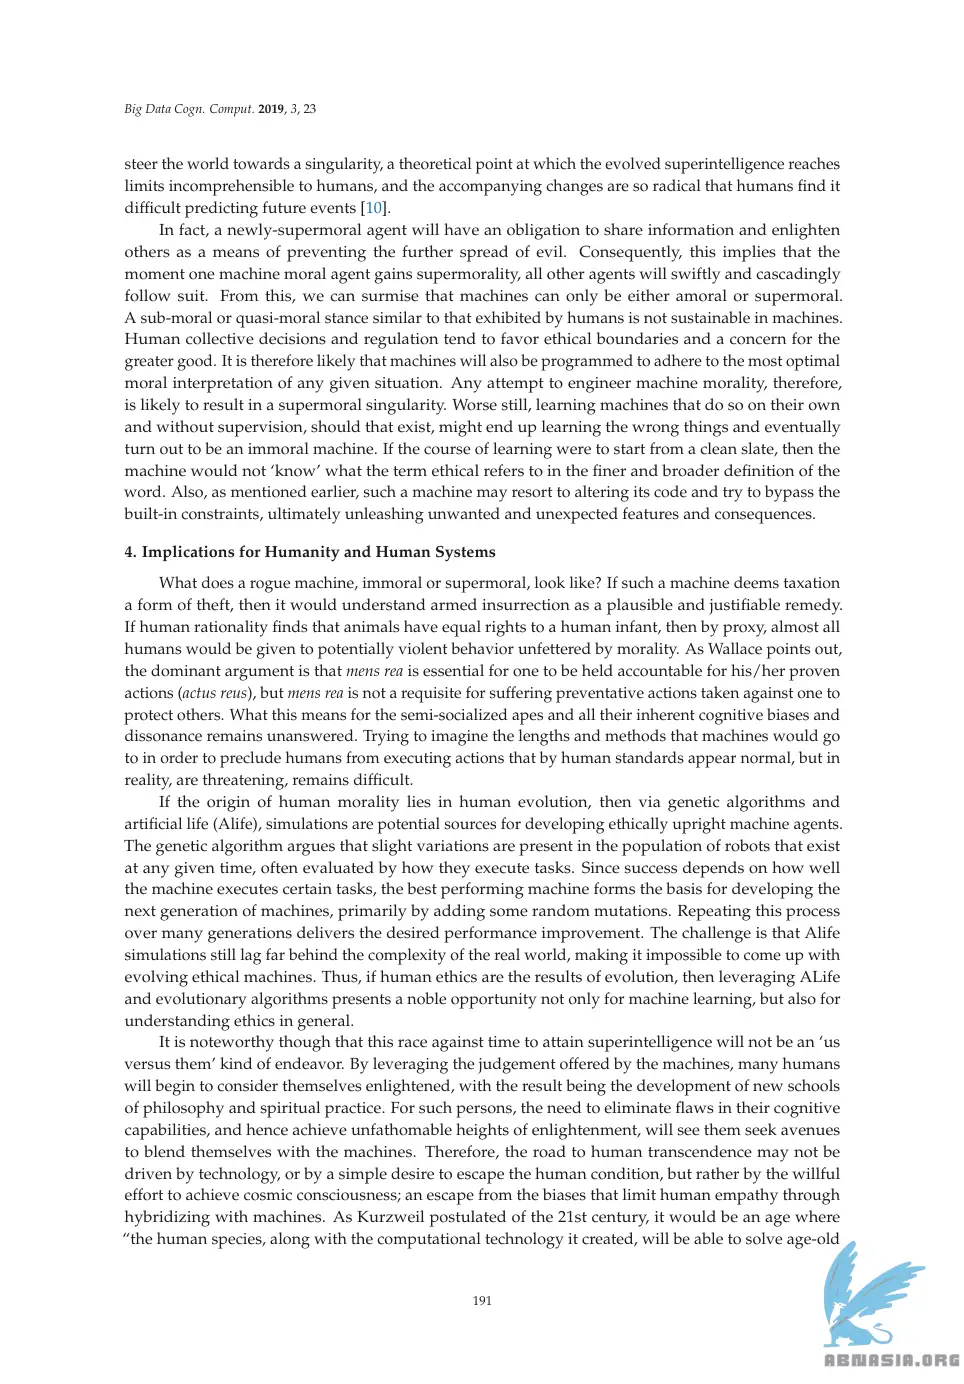 Big Data Cogn. Comput. 2019, 3, 23
steer the world towards a singularity, a theoretical point at which the evolved superintelligence reaches
limits incomprehensible to humans, and the accompanying changes are so radical that humans find it
difficult predicting future events [10].
In fact, a newly-supermoral agent will have an obligation to share information and enlighten
others as a means of preventing the further spread of evil. Consequently, this implies that the
moment one machine moral agent gains supermorality, all other agents will swiftly and cascadingly
follow suit. From this, we can surmise that machines can only be either amoral or supermoral.
A sub-moral or quasi-moral stance similar to that exhibited by humans is not sustainable in machines.
Human collective decisions and regulation tend to favor ethical boundaries and a concern for the
greater good. It is therefore likely that machines will also be programmed to adhere to the most optimal
moral interpretation of any given situation. Any attempt to engineer machine morality, therefore,
is likely to result in a supermoral singularity. Worse still, learning machines that do so on their own
and without supervision, should that exist, might end up learning the wrong things and eventually
turn out to be an immoral machine. If the course of learning were to start from a clean slate, then the
machine would not ‘know’ what the term ethical refers to in the finer and broader definition of the
word. Also, as mentioned earlier, such a machine may resort to altering its code and try to bypass the
built-in constraints, ultimately unleashing unwanted and unexpected features and consequences.
4. Implications for Humanity and Human Systems
What does a rogue machine, immoral or supermoral, look like? If such a machine deems taxation
a form of theft, then it would understand armed insurrection as a plausible and justifiable remedy.
If human rationality finds that animals have equal rights to a human infant, then by proxy, almost all
humans would be given to potentially violent behavior unfettered by morality. As Wallace points out,
the dominant argument is that mens rea is essential for one to be held accountable for his/her proven
actions (actus reus), but mens rea is not a requisite for suffering preventative actions taken against one to
protect others. What this means for the semi-socialized apes and all their inherent cognitive biases and
dissonance remains unanswered. Trying to imagine the lengths and methods that machines would go
to in order to preclude humans from executing actions that by human standards appear normal, but in
reality, are threatening, remains difficult.
If the origin of human morality lies in human evolution, then via genetic algorithms and
artificial life (Alife), simulations are potential sources for developing ethically upright machine agents.
The genetic algorithm argues that slight variations are present in the population of robots that exist
at any given time, often evaluated by how they execute tasks. Since success depends on how well
the machine executes certain tasks, the best performing machine forms the basis for developing the
next generation of machines, primarily by adding some random mutations. Repeating this process
over many generations delivers the desired performance improvement. The challenge is that Alife
simulations still lag far behind the complexity of the real world, making it impossible to come up with
evolving ethical machines. Thus, if human ethics are the results of evolution, then leveraging ALife
and evolutionary algorithms presents a noble opportunity not only for machine learning, but also for
understanding ethics in general.
It is noteworthy though that this race against time to attain superintelligence will not be an ‘us
versus them’ kind of endeavor. By leveraging the judgement offered by the machines, many humans
will begin to consider themselves enlightened, with the result being the development of new schools
of philosophy and spiritual practice. For such persons, the need to eliminate flaws in their cognitive
capabilities, and hence achieve unfathomable heights of enlightenment, will see them seek avenues
to blend themselves with the machines. Therefore, the road to human transcendence may not be
driven by technology, or by a simple desire to escape the human condition, but rather by the willful
effort to achieve cosmic consciousness; an escape from the biases that limit human empathy through
hybridizing with machines. As Kurzweil postulated of the 21st century, it would be an age where
“the human species, along with the computational technology it created, will be able to solve age-old
191
ABNASIA.ORG